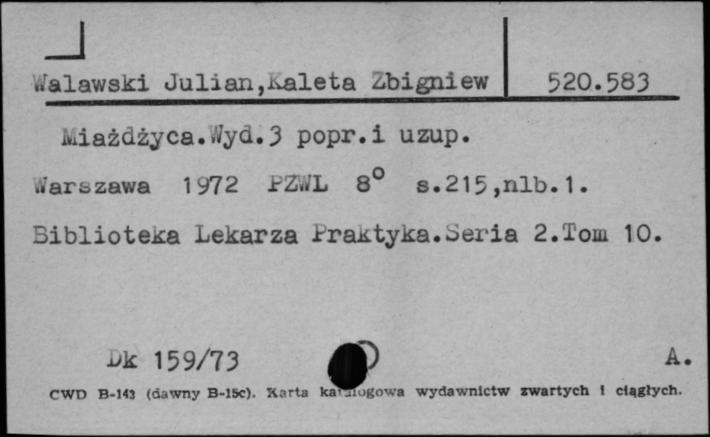 Walawski Julian,Kaleta Zbigniew 520.583
Miażdżyca.Wyd.3 popr.i uzup.
Warszawa 1972 PZWL 8° s.215,nlb.1.
Biblioteka Lekarza Praktyka.Seria 2.Tom 10.
Dk 159/73 A.
CWD B-143 (dawny B-15c). Karta katalogowa wydawnictw zwartych i ciągłych.